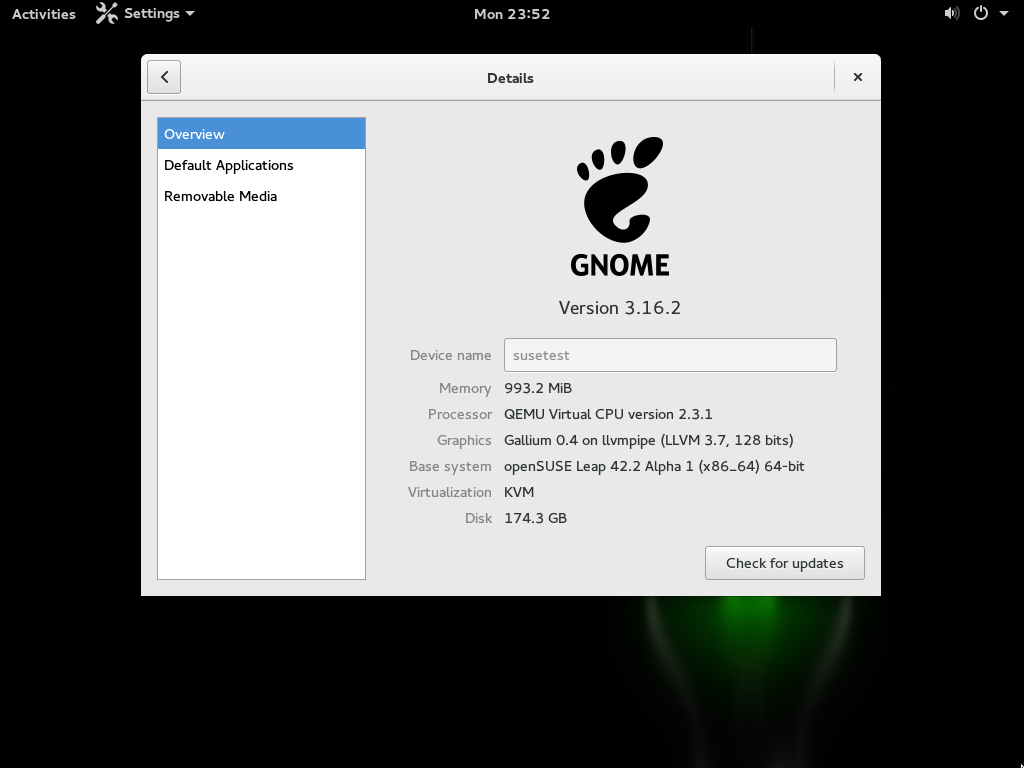 Activities Settings Mon 23:52
Details
Overview
Default Applications
Removable Media
GNOME
Version 3.16.2
Device name susetest
Memory 993.2 MiB
Processor QEMU Virtual CPU version 2.3.1
Graphics Gallium 0.4 on llvmpipe (LLVM 3.7, 128 bits)
Base system openSUSE Leap 42.2 Alpha 1 (x86_64) 64-bit
Virtualization KVM
Disk 174.3 GB
Check for updates